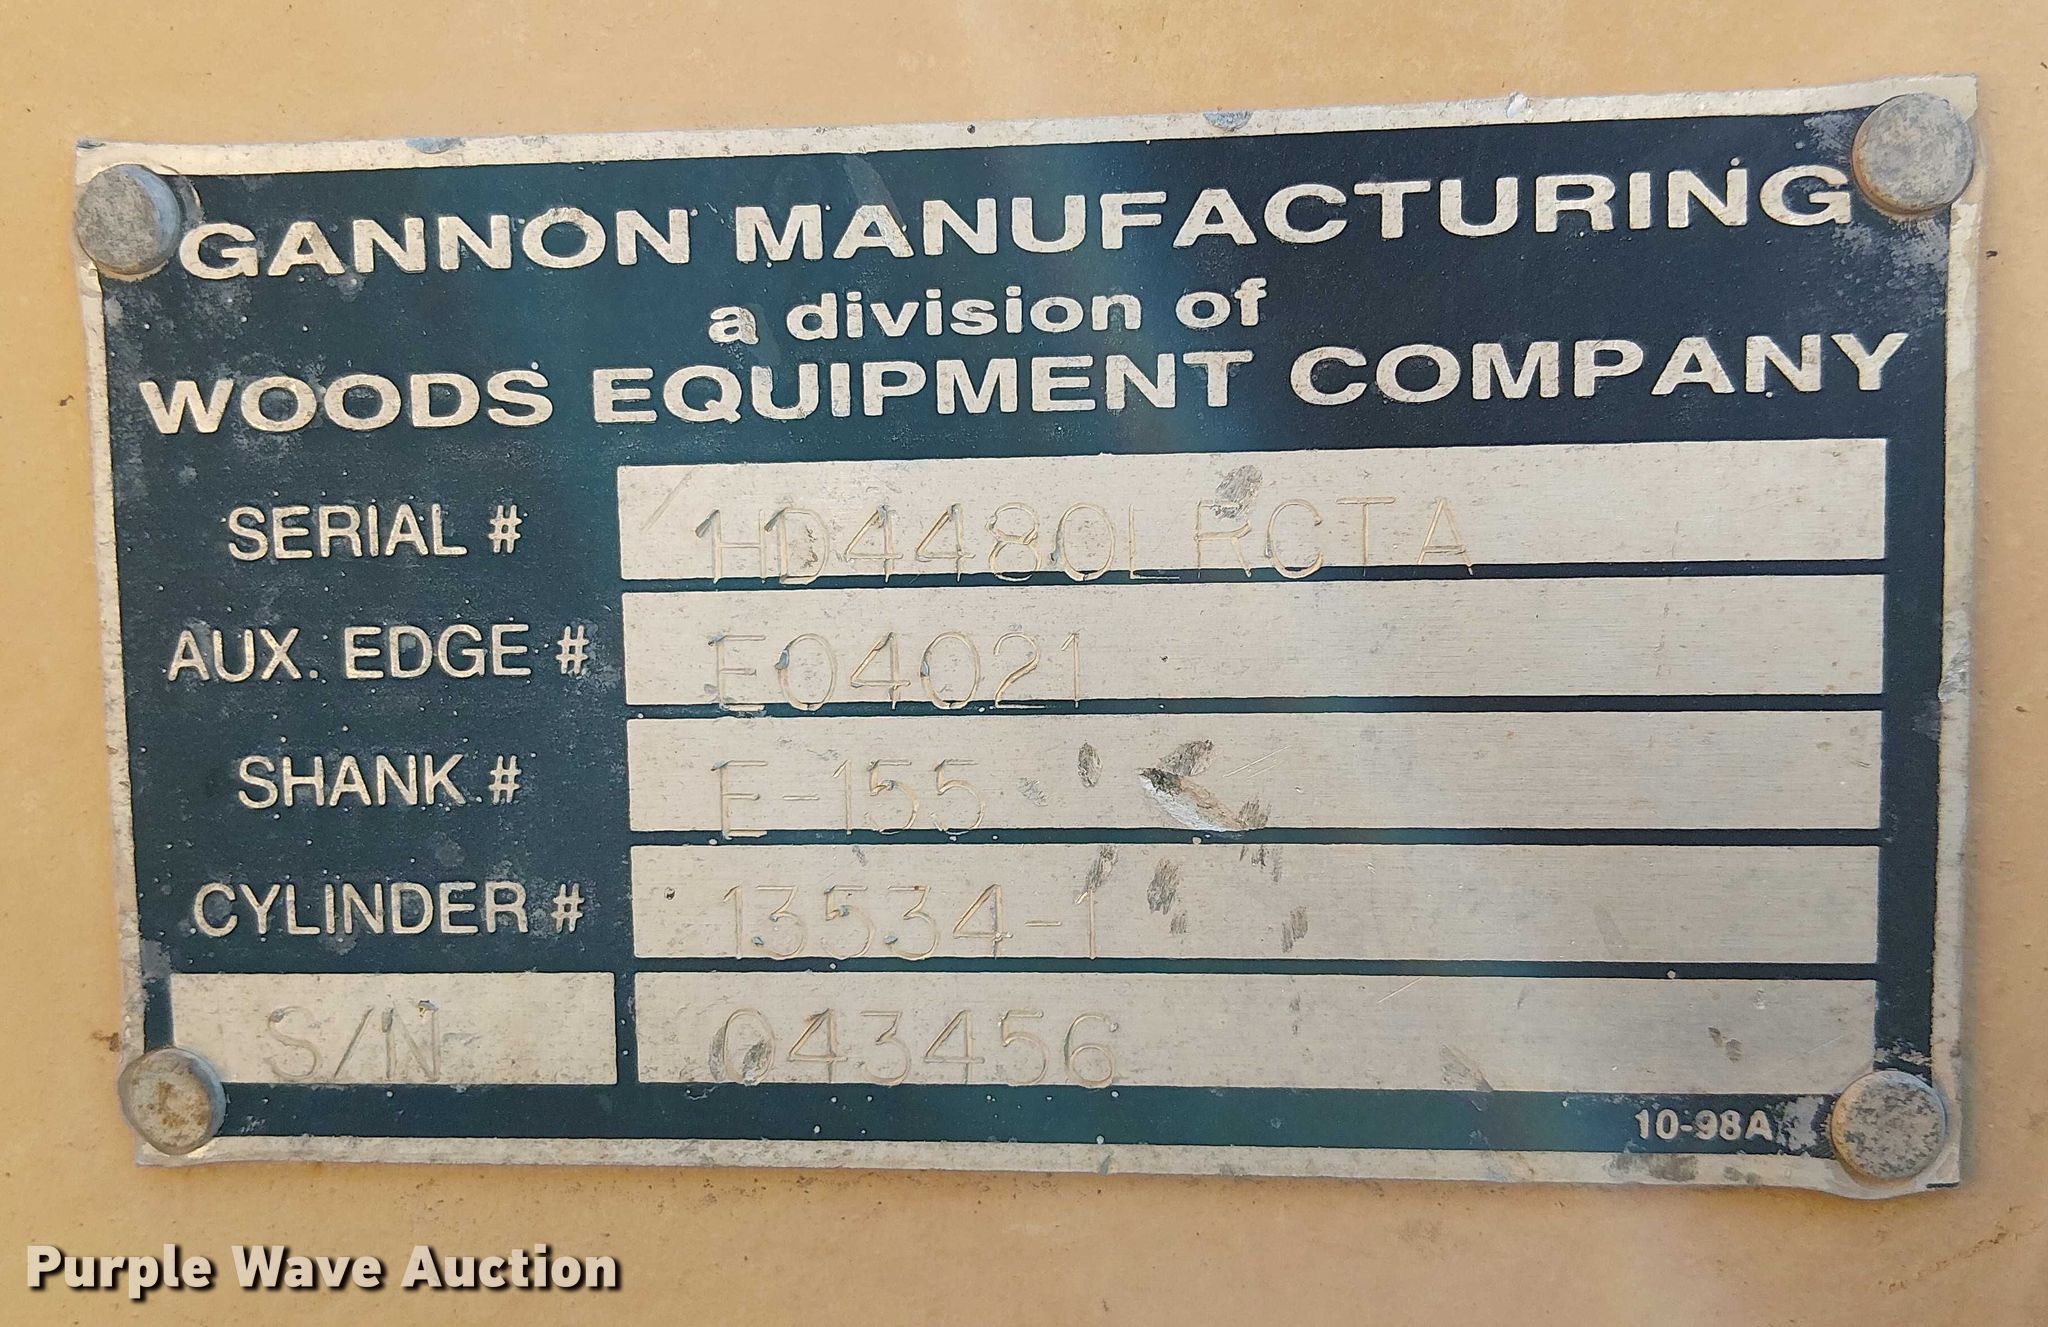 GANNON MANUFACTURING
a division of
WOODS EQUIPMENT COMPANY
SERIAL # 1HD4480LRCTA
AUX. EDGE # E04021
SHANK # E-155
CYLINDER # 13534-1
S/N 043456
10-98A
Purple Wave Auction